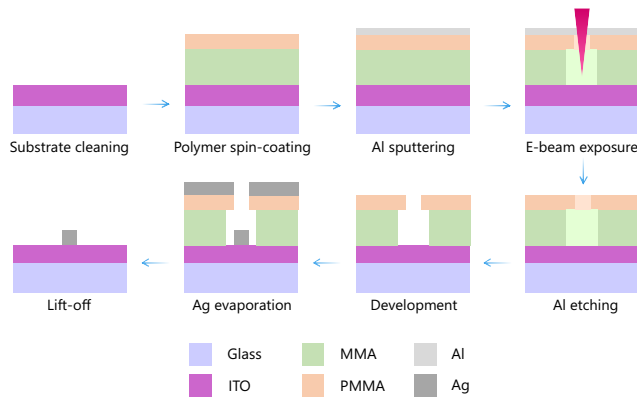 Substrate cleaning
Polymer spin-coating
Al sputtering
E-beam exposure
Lift-off
Ag evaporation
Development
Al etching
Glass
MMA
Al
ITO
PMMA
Ag